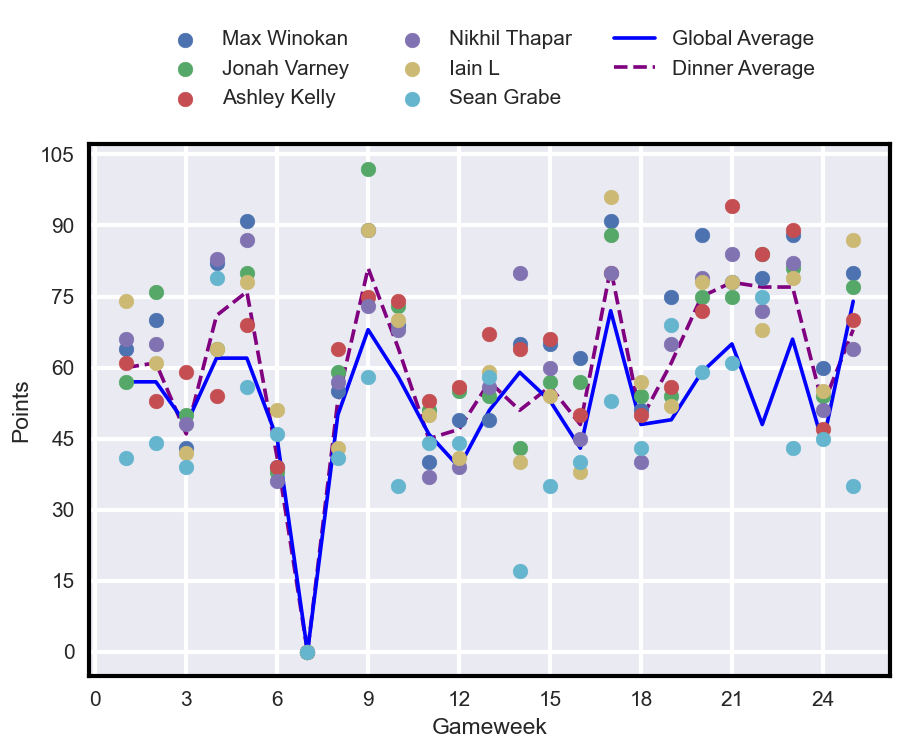 Max Winokan
Jonah Varney
Ashley Kelly
Nikhil Thapar
Iain L
Sean Grabe
Global Average
Dinner Average
105
90
75
60
45
30
15
0
Points
0 3 6 9 12 15 18 21 24
Gameweek